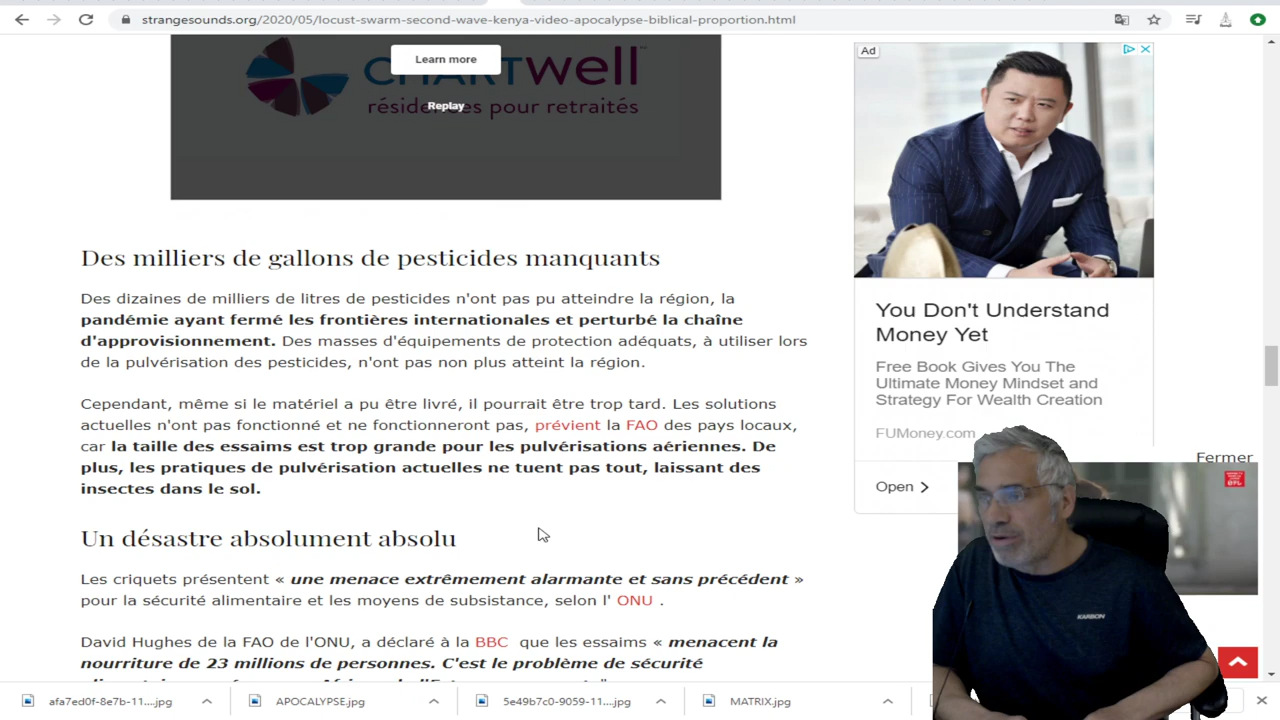 strangesounds.org/2020/05/locust-swarm-second-wave-kenya-video-apocalypse-biblical-proportion.html
Learn more
CHARTwell
Replay
résidences pour retraités
Des milliers de gallons de pesticides manquants
Des dizaines de milliers de litres de pesticides n'ont pas pu atteindre la région, la
pandémie ayant fermé les frontières internationales et perturbé la chaîne
d'approvisionnement. Des masses d'équipements de protection adéquats, à utiliser lors
de la pulvérisation des pesticides, n'ont pas non plus atteint la région.
Cependant, même si le matériel a pu être livré, il pourrait être trop tard. Les solutions
actuelles n'ont pas fonctionné et ne fonctionneront pas, prévient la FAO des pays locaux,
car la taille des essaims est trop grande pour les pulvérisations aériennes. De
plus, les pratiques de pulvérisation actuelles ne tuent pas tout, laissant des
insectes dans le sol.
Un désastre absolument absolu
Les criquets présentent « une menace extrêmement alarmante et sans précédent »
pour la sécurité alimentaire et les moyens de subsistance, selon l' ONU .
David Hughes de la FAO de l'ONU, a déclaré à la BBC que les essaims « menacent la
nourriture de 23 millions de personnes. C'est le problème de sécurité
Ad
You Don't Understand
Money Yet
Free Book Gives You The
Ultimate Money Mindset and
Strategy For Wealth Creation
FUMoney.com
Open
Fermer
KARBON
afa7ed0f-8e7b-11....jpg
APOCALYPSE.jpg
5e49b7c0-9059-11....jpg
MATRIX.jpg